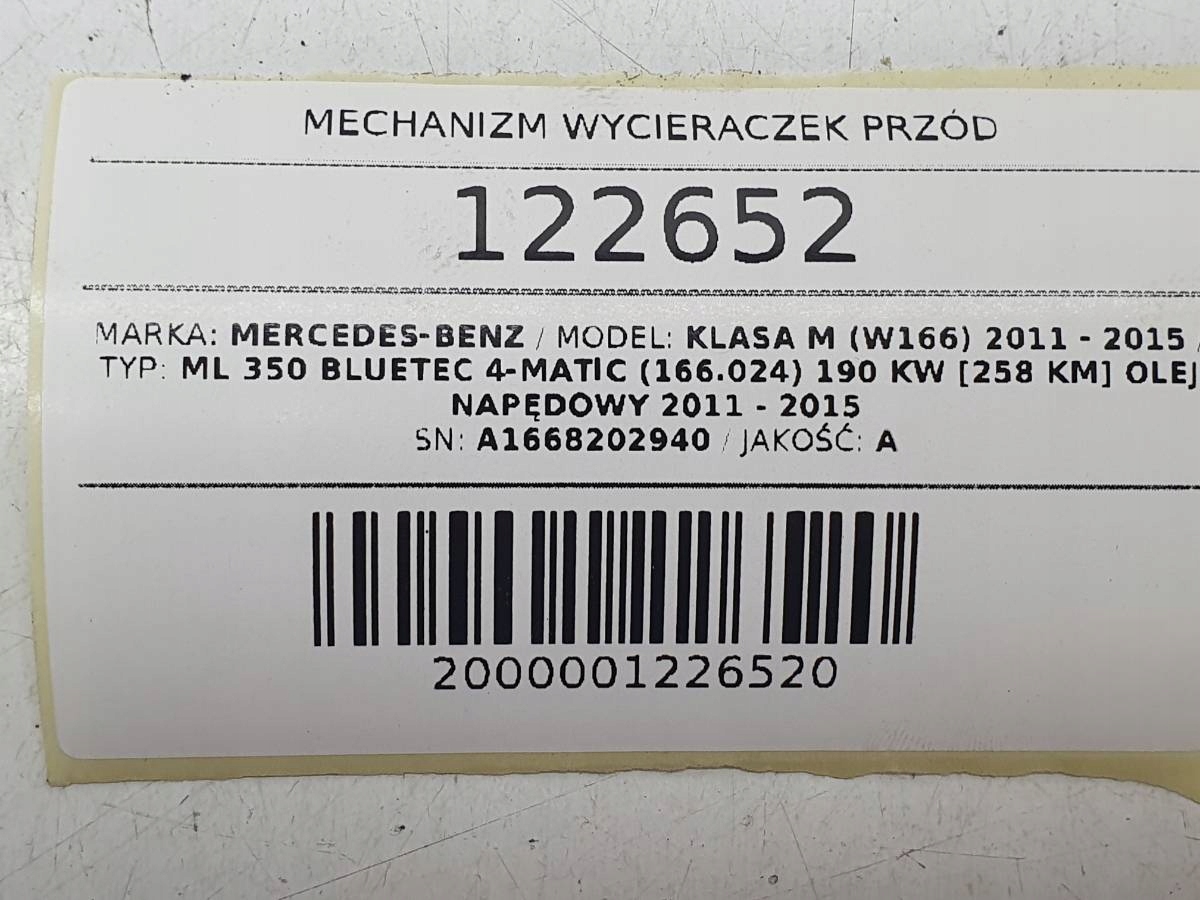 MECHANIZM WYCIERACZEK PRZÓD
122652
MARKA: MERCEDES-BENZ / MODEL: KLASA M (W166) 2011 - 2015 /
TYP: ML 350 BLUETEC 4-MATIC (166.024) 190 KW [258 KM] OLEJ
NAPĘDOWY 2011 - 2015
SN: A1668202940 / JAKOŚĆ: A
2000001226520